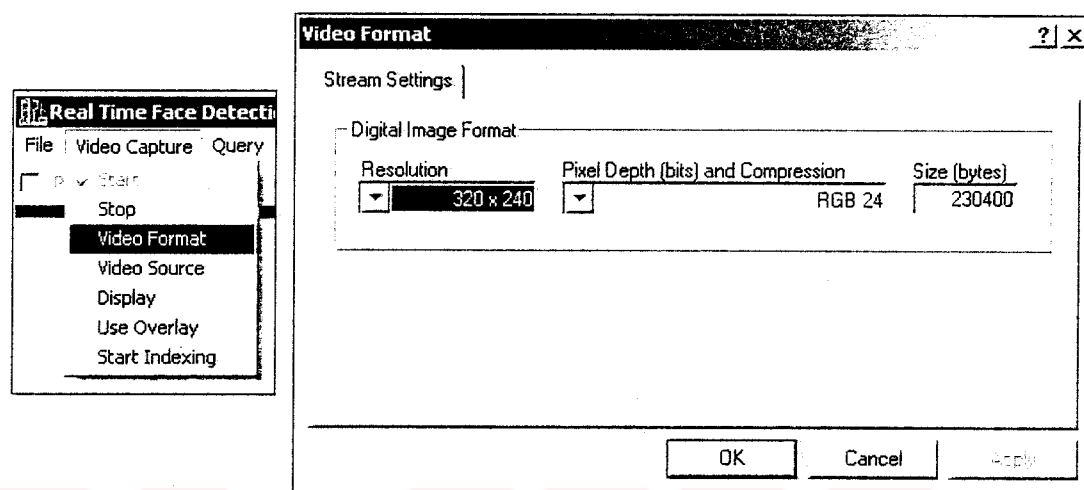 Real Time Face Detecti
File Video Capture Query
Start
Stop
Video Format
Video Source
Display
Use Overlay
Start Indexing
Video Format
Stream Settings
Digital Image Format
Resolution
320 x 240
Pixel Depth (bits) and Compression
RGB 24
Size (bytes)
230400
OK Cancel Apply